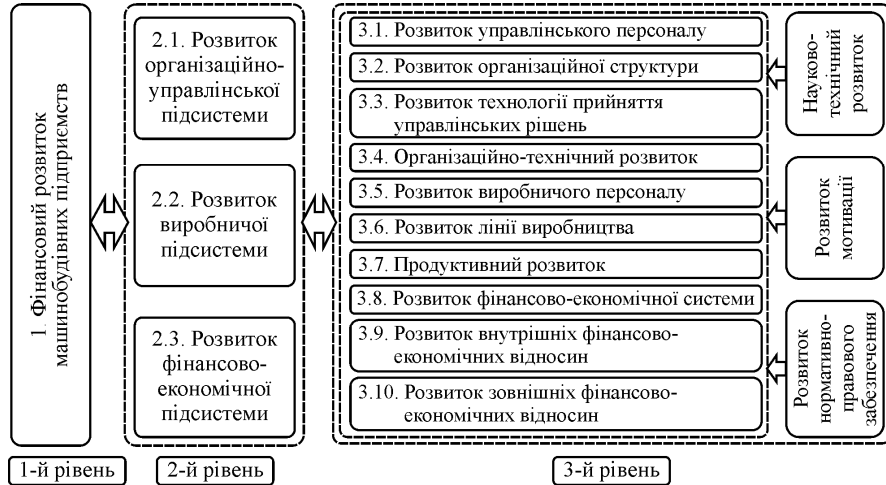 1. Фінансовий розвиток
машинобудівних підприємств
2.1. Розвиток
організаційно-
управлінської
підсистеми
2.2. Розвиток
виробничої
підсистеми
2.3. Розвиток
фінансово-
економічної
підсистеми
3.1. Розвиток управлінського персоналу
3.2. Розвиток організаційної структури
3.3. Розвиток технології прийняття
управлінських рішень
3.4. Організаційно-технічний розвиток
3.5. Розвиток виробничого персоналу
3.6. Розвиток лінії виробництва
3.7. Продуктивний розвиток
3.8. Розвиток фінансово-економічної системи
3.9. Розвиток внутрішніх фінансово-
економічних відносин
3.10. Розвиток зовнішніх фінансово-
економічних відносин
Науково-
технічний
розвиток
Розвиток
мотивації
Розвиток
нормативно-
правового
забезпечення
1-й рівень
2-й рівень
3-й рівень